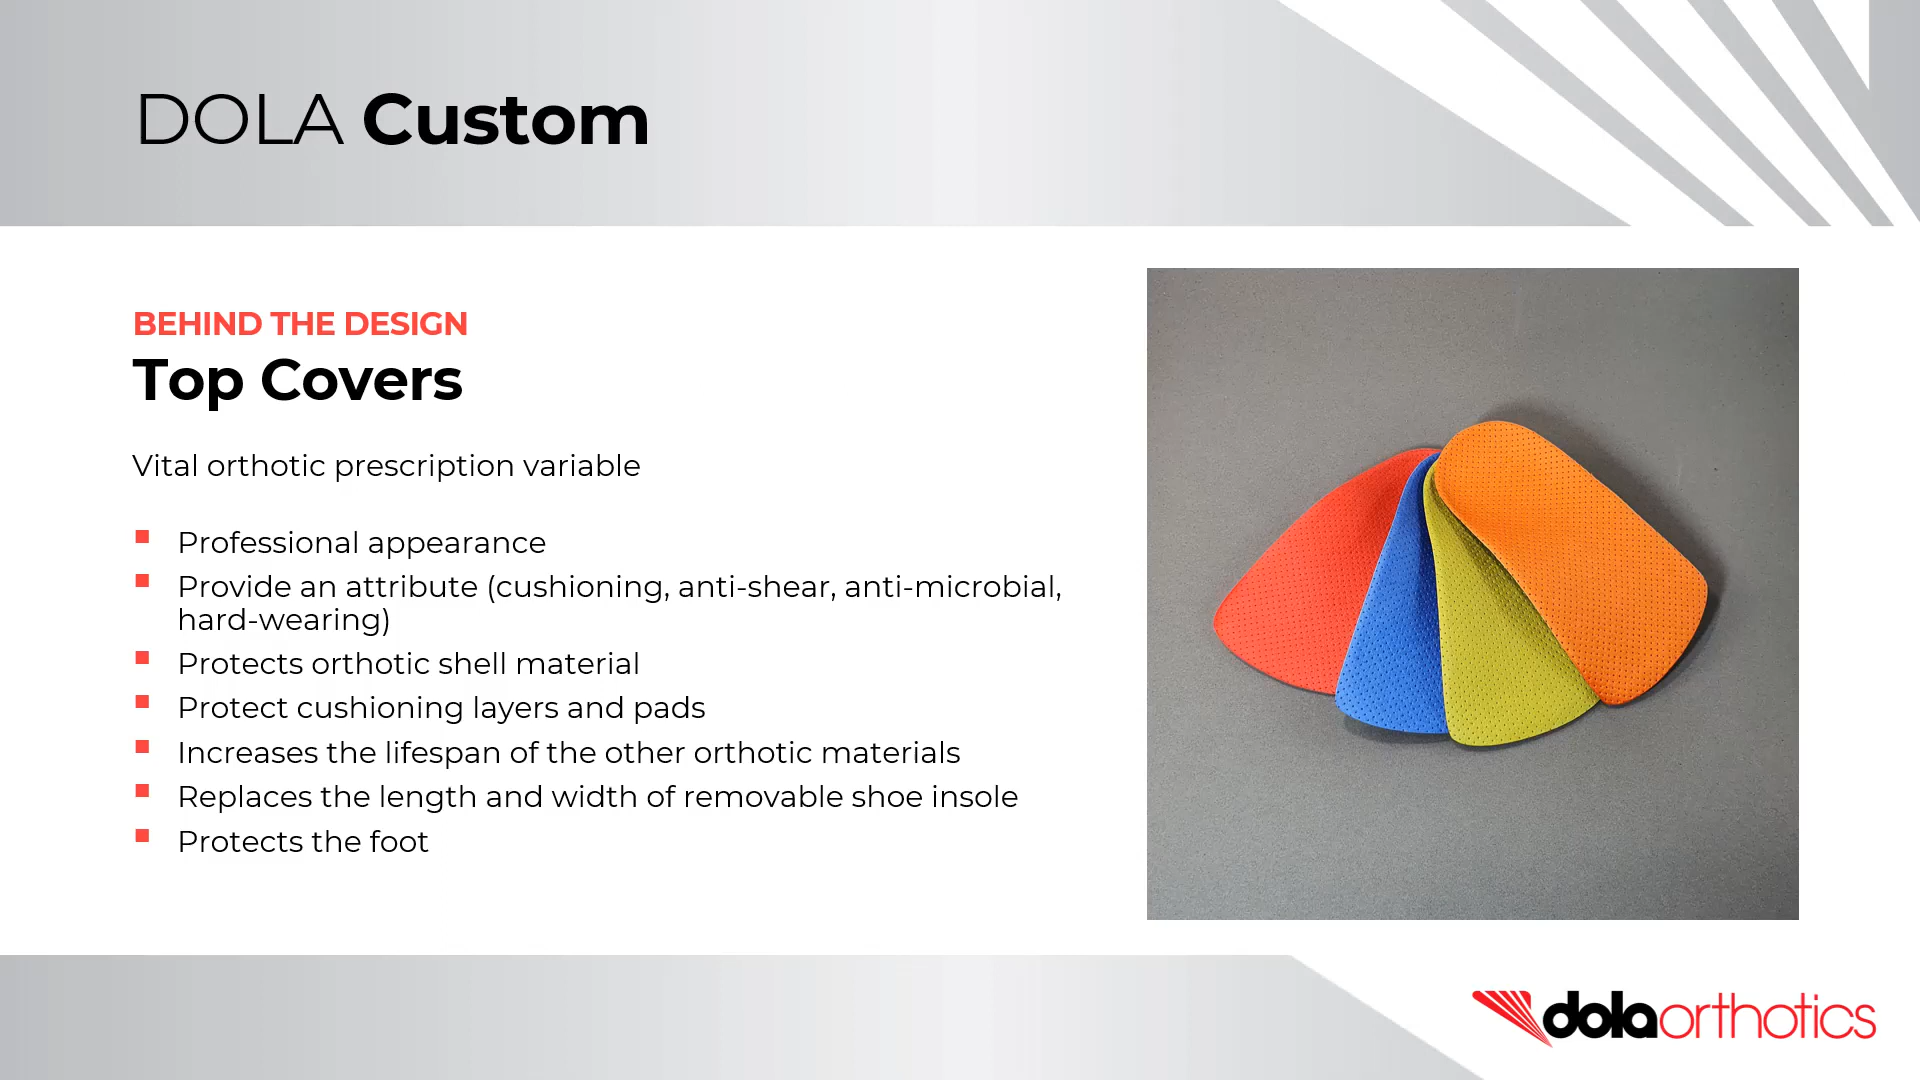 DOLA Custom
BEHIND THE DESIGN
Top Covers
Vital orthotic prescription variable
Professional appearance
Provide an attribute (cushioning, anti-shear, anti-microbial,
hard-wearing)
Protects orthotic shell material
Protect cushioning layers and pads
Increases the lifespan of the other orthotic materials
Replaces the length and width of removable shoe insole
Protects the foot
dolaorthotics